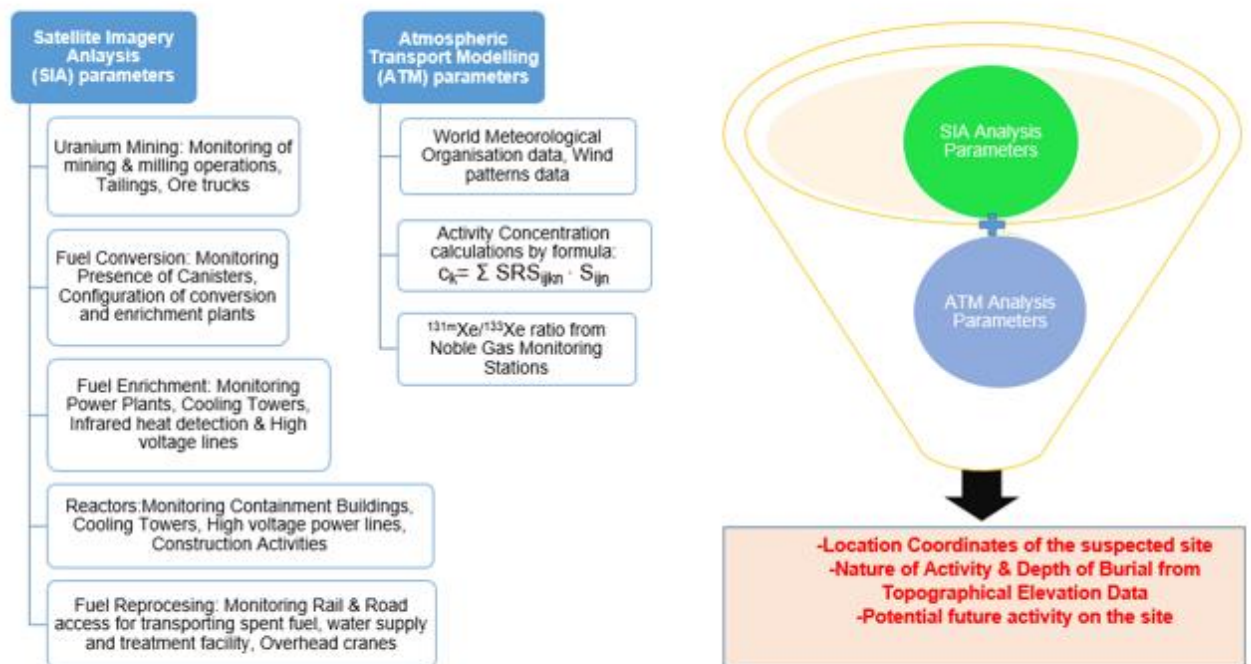 Satellite Imagery
Anlaysis
(SIA) parameters
Uranium Mining: Monitoring of
mining & milling operations,
Tailings, Ore trucks
Fuel Conversion: Monitoring
Presence of Canisters,
Configuration of conversion
and enrichment plants
Fuel Enrichment: Monitoring
Power Plants, Cooling Towers,
Infrared heat detection & High
voltage lines
Reactors:Monitoring Containment Buildings,
Cooling Towers, High voltage power lines,
Construction Activities
Fuel Reprocesing: Monitoring Rail & Road
access for transporting spent fuel, water supply
and treatment facility, Overhead cranes
Atmospheric
Transport Modelling
(ATM) parameters
World Meteorological
Organisation data, Wind
patterns data
Activity Concentration
calculations by formula:
cₖ= Σ SRSᵢⱼₖₙ · Sᵢⱼₙ
¹³¹ᵐXe/¹³³Xe ratio from
Noble Gas Monitoring
Stations
SIA Analysis
Parameters
ATM Analysis
Parameters
-Location Coordinates of the suspected site
-Nature of Activity & Depth of Burial from
Topographical Elevation Data
-Potential future activity on the site